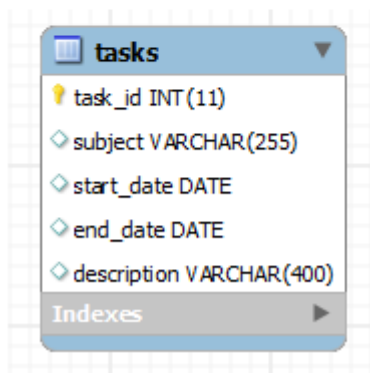 tasks
task_id INT(11)
subject VARCHAR(255)
start_date DATE
end_date DATE
description VARCHAR(400)
Indexes